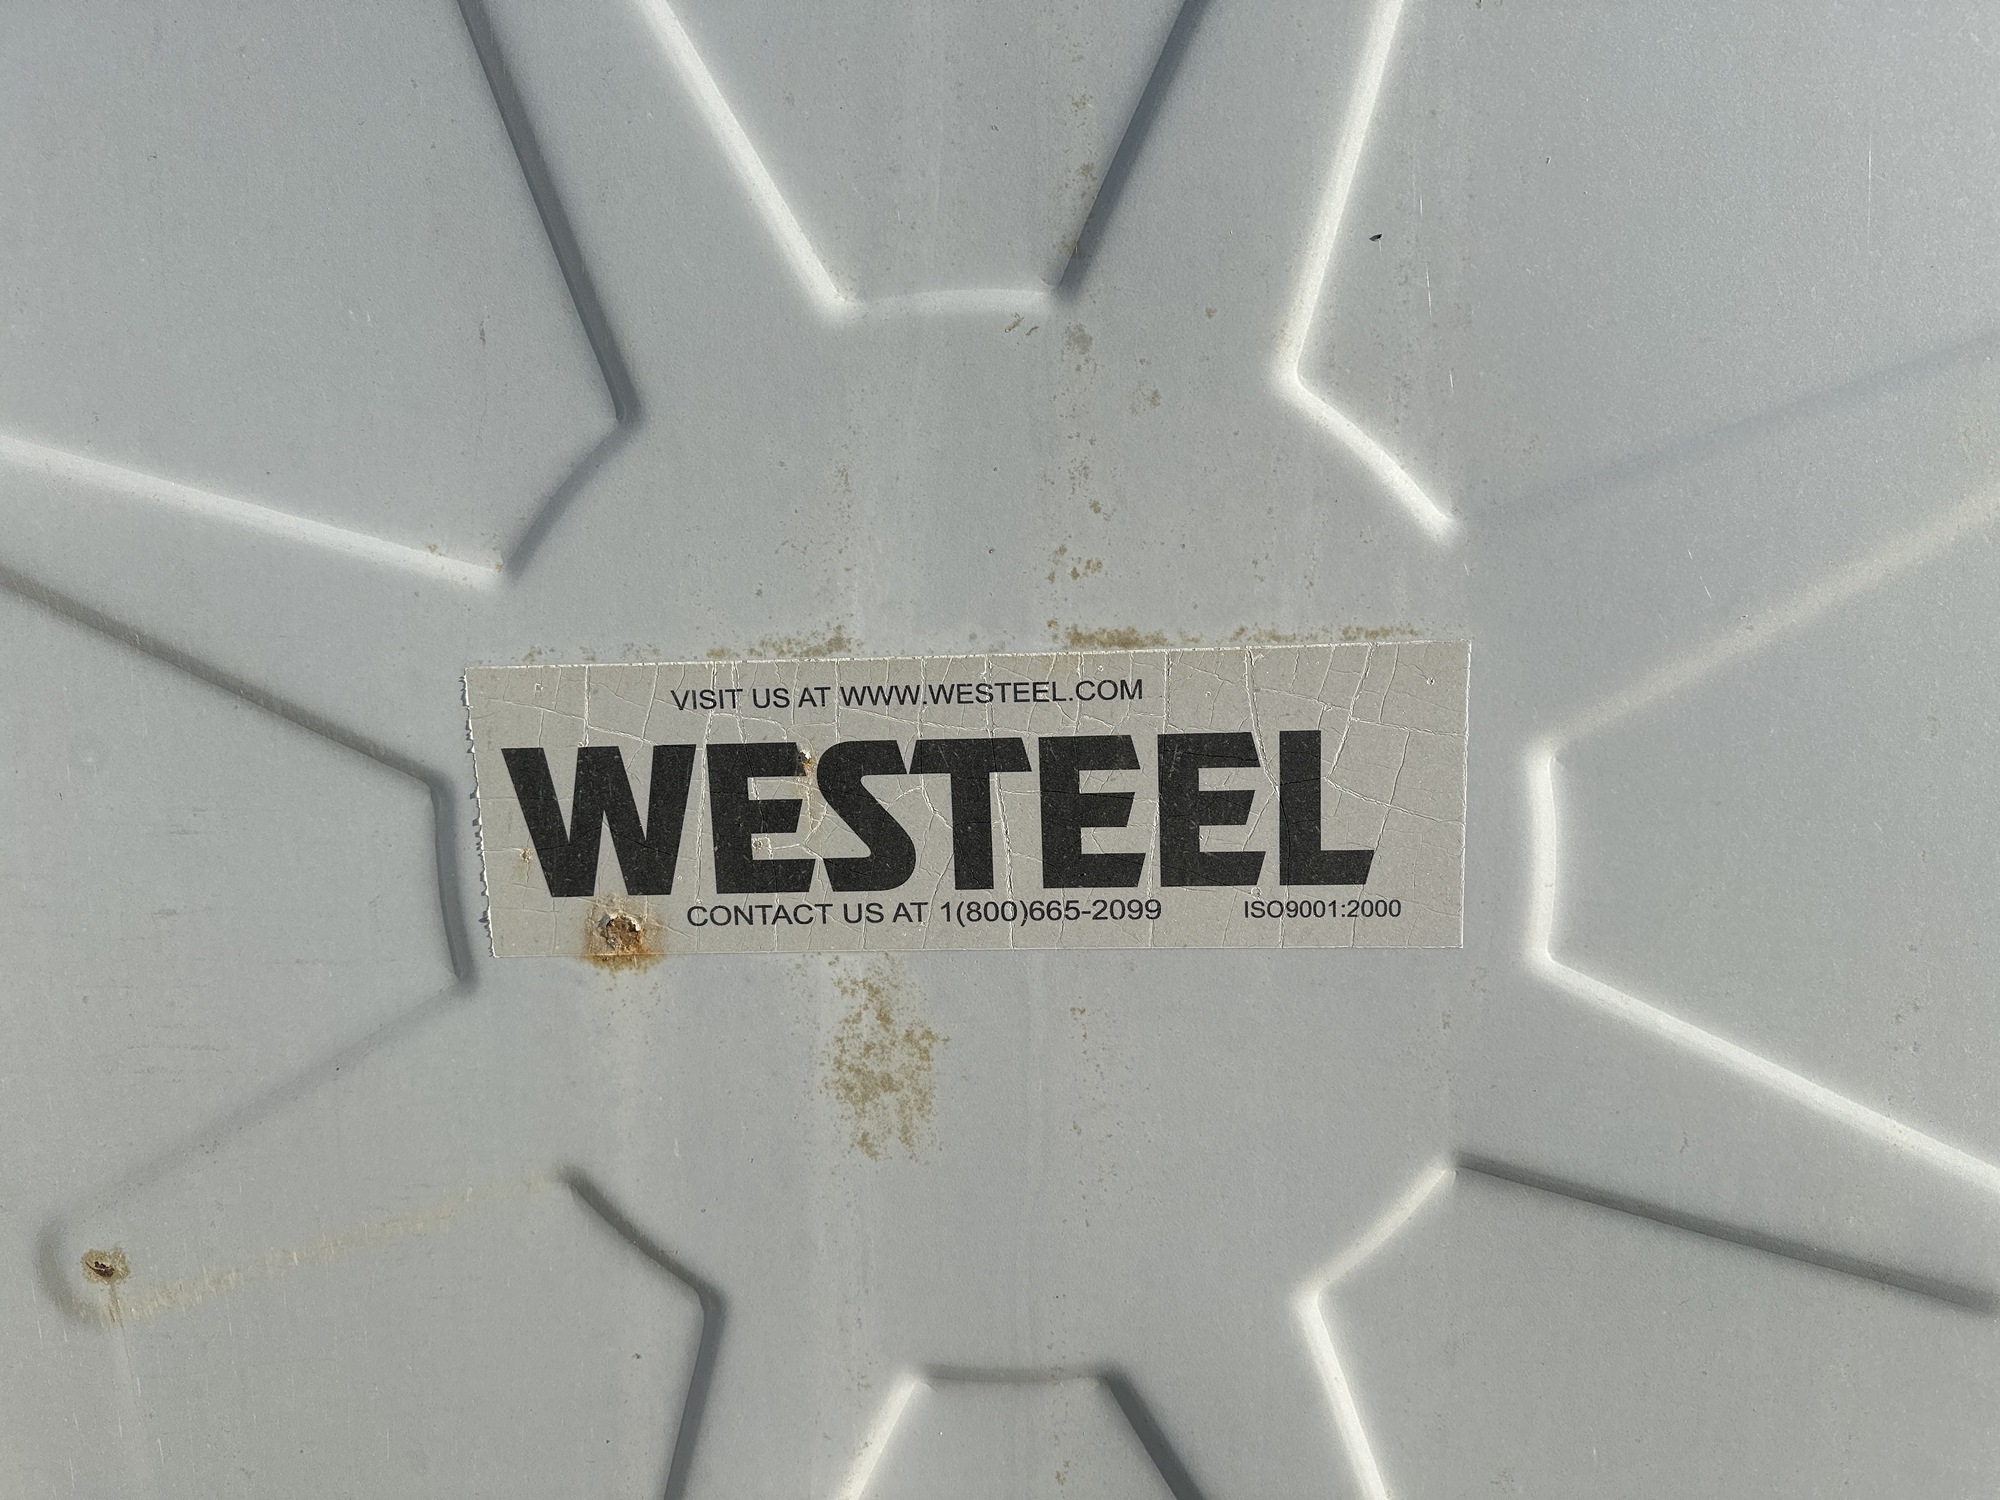 VISIT US AT WWW.WESTEEL.COM
WESTEEL
CONTACT US AT 1(800)665-2099 ISO9001:2000